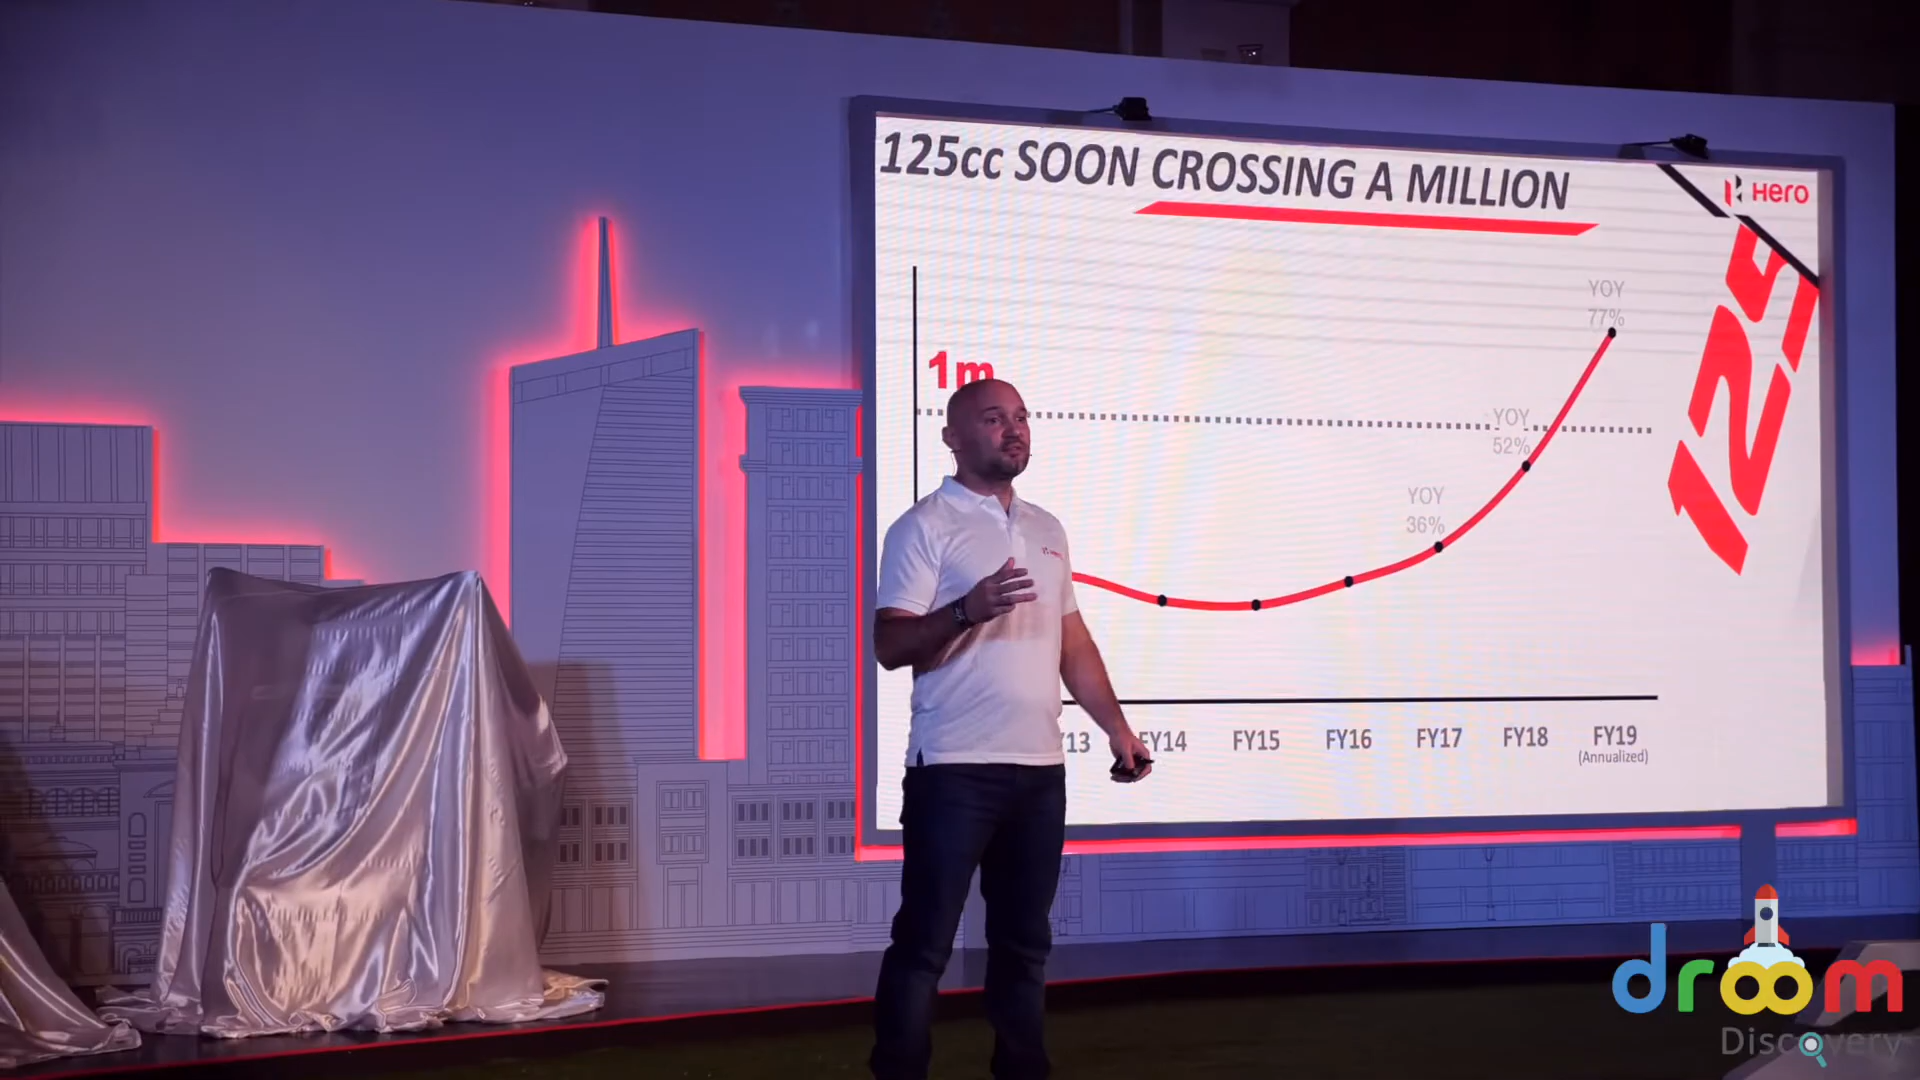 125cc SOON CROSSING A MILLION
Hero
125
YOY
77%
1m
YOY
52%
YOY
36%
FY14
FY15
FY16
FY17
FY18
FY19
(Annualized)
droom
Discovery